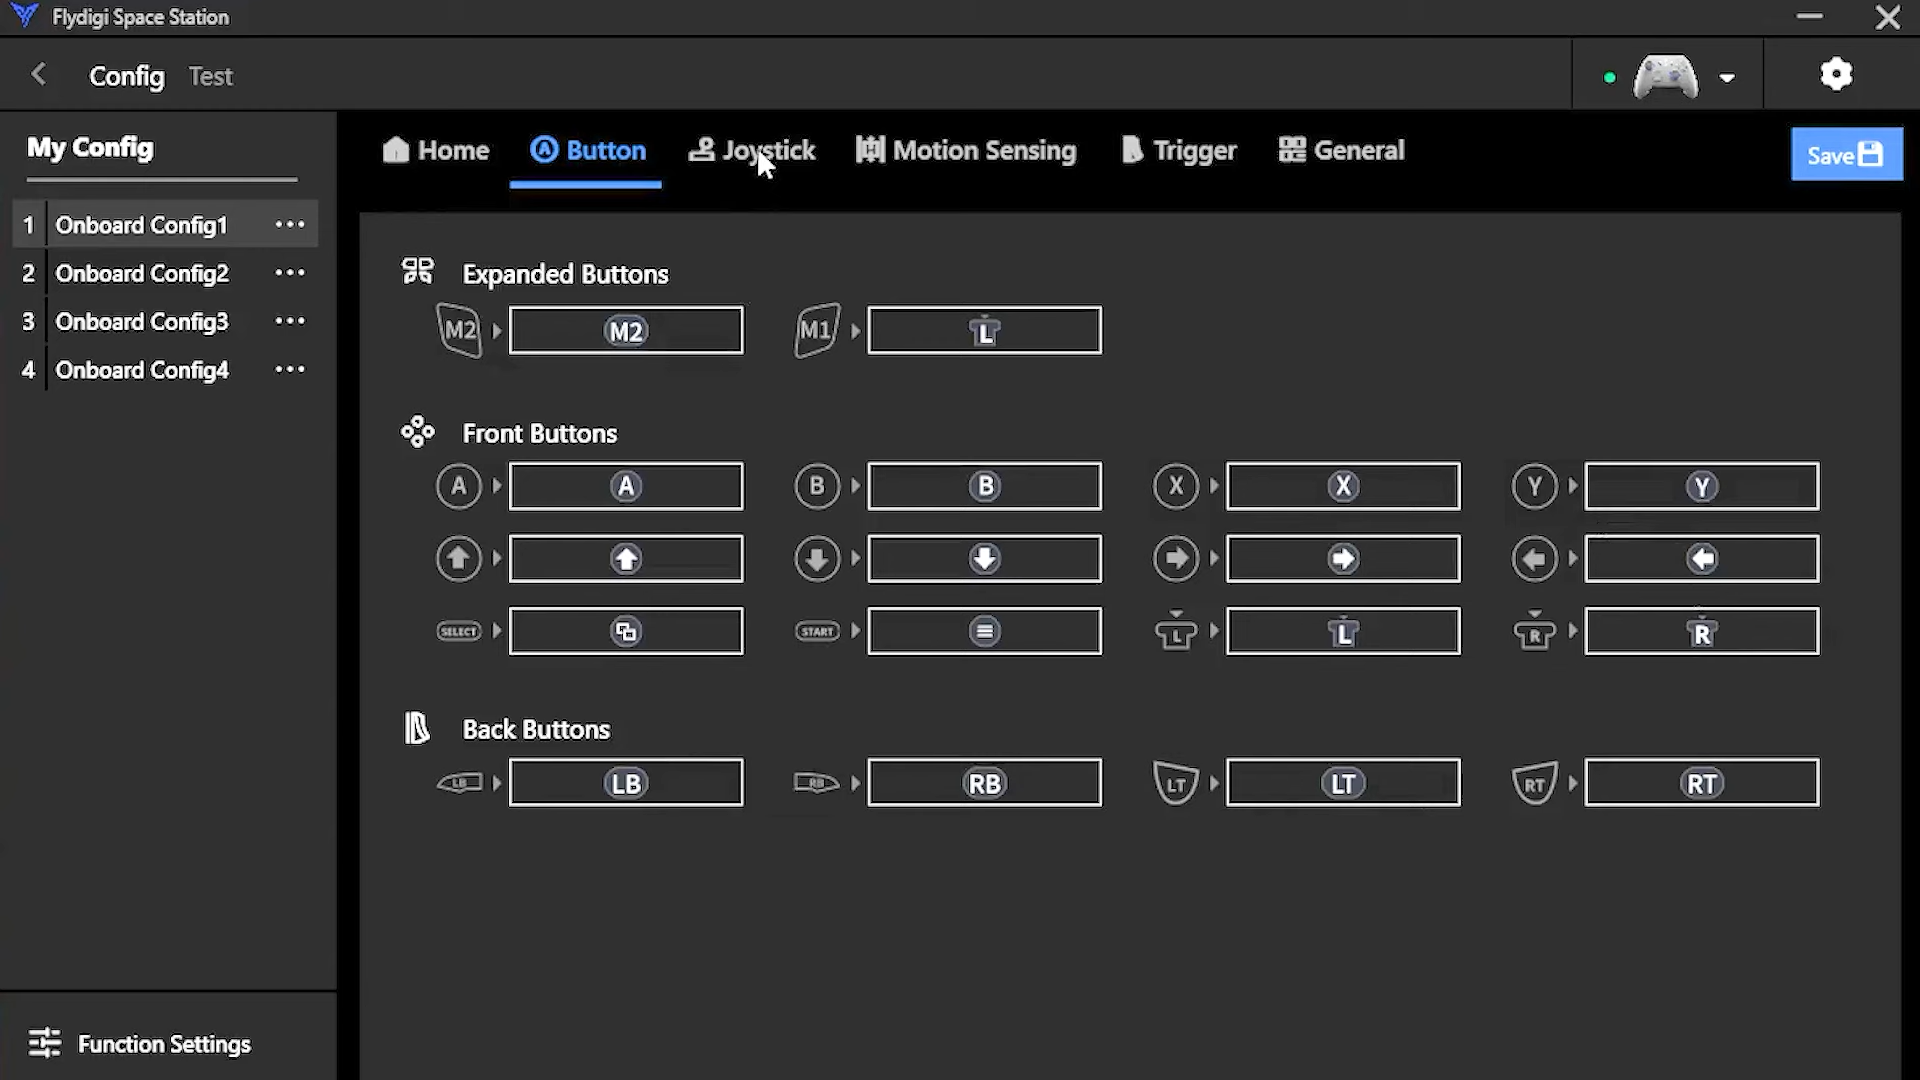 Flydigi Space Station
Config Test
My Config
Home Button Joystick Motion Sensing Trigger General Save
1 Onboard Config1 ...
2 Onboard Config2 ...
3 Onboard Config3 ...
4 Onboard Config4 ...
Expanded Buttons
M2 M2 M1 L
Front Buttons
A A B B X X Y Y
SELECT START L L R R
Back Buttons
LB LB RB RB LT LT RT RT
Function Settings